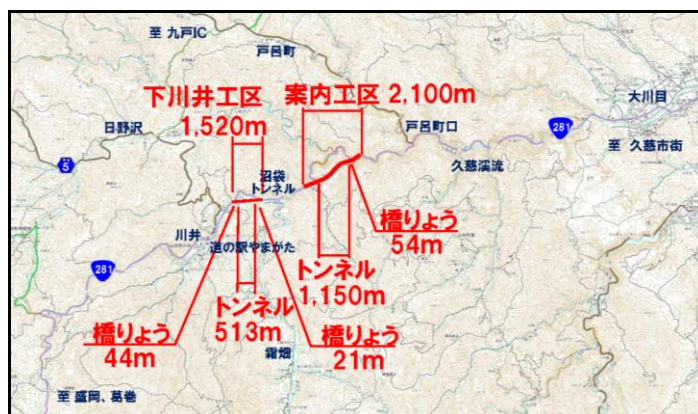 至 九戸IC
戸呂町
下川井工区
1,520m
案内工区 2,100m
大川目
日野沢
戸呂町口
281
至 久慈市街
5
沼袋
トンネル
久慈渓流
橋りょう
54m
川井
道の駅やまがた
281
トンネル
1,150m
トンネル
513m
橋りょう
44m
橋りょう
21m
霜畑
至 盛岡、葛巻